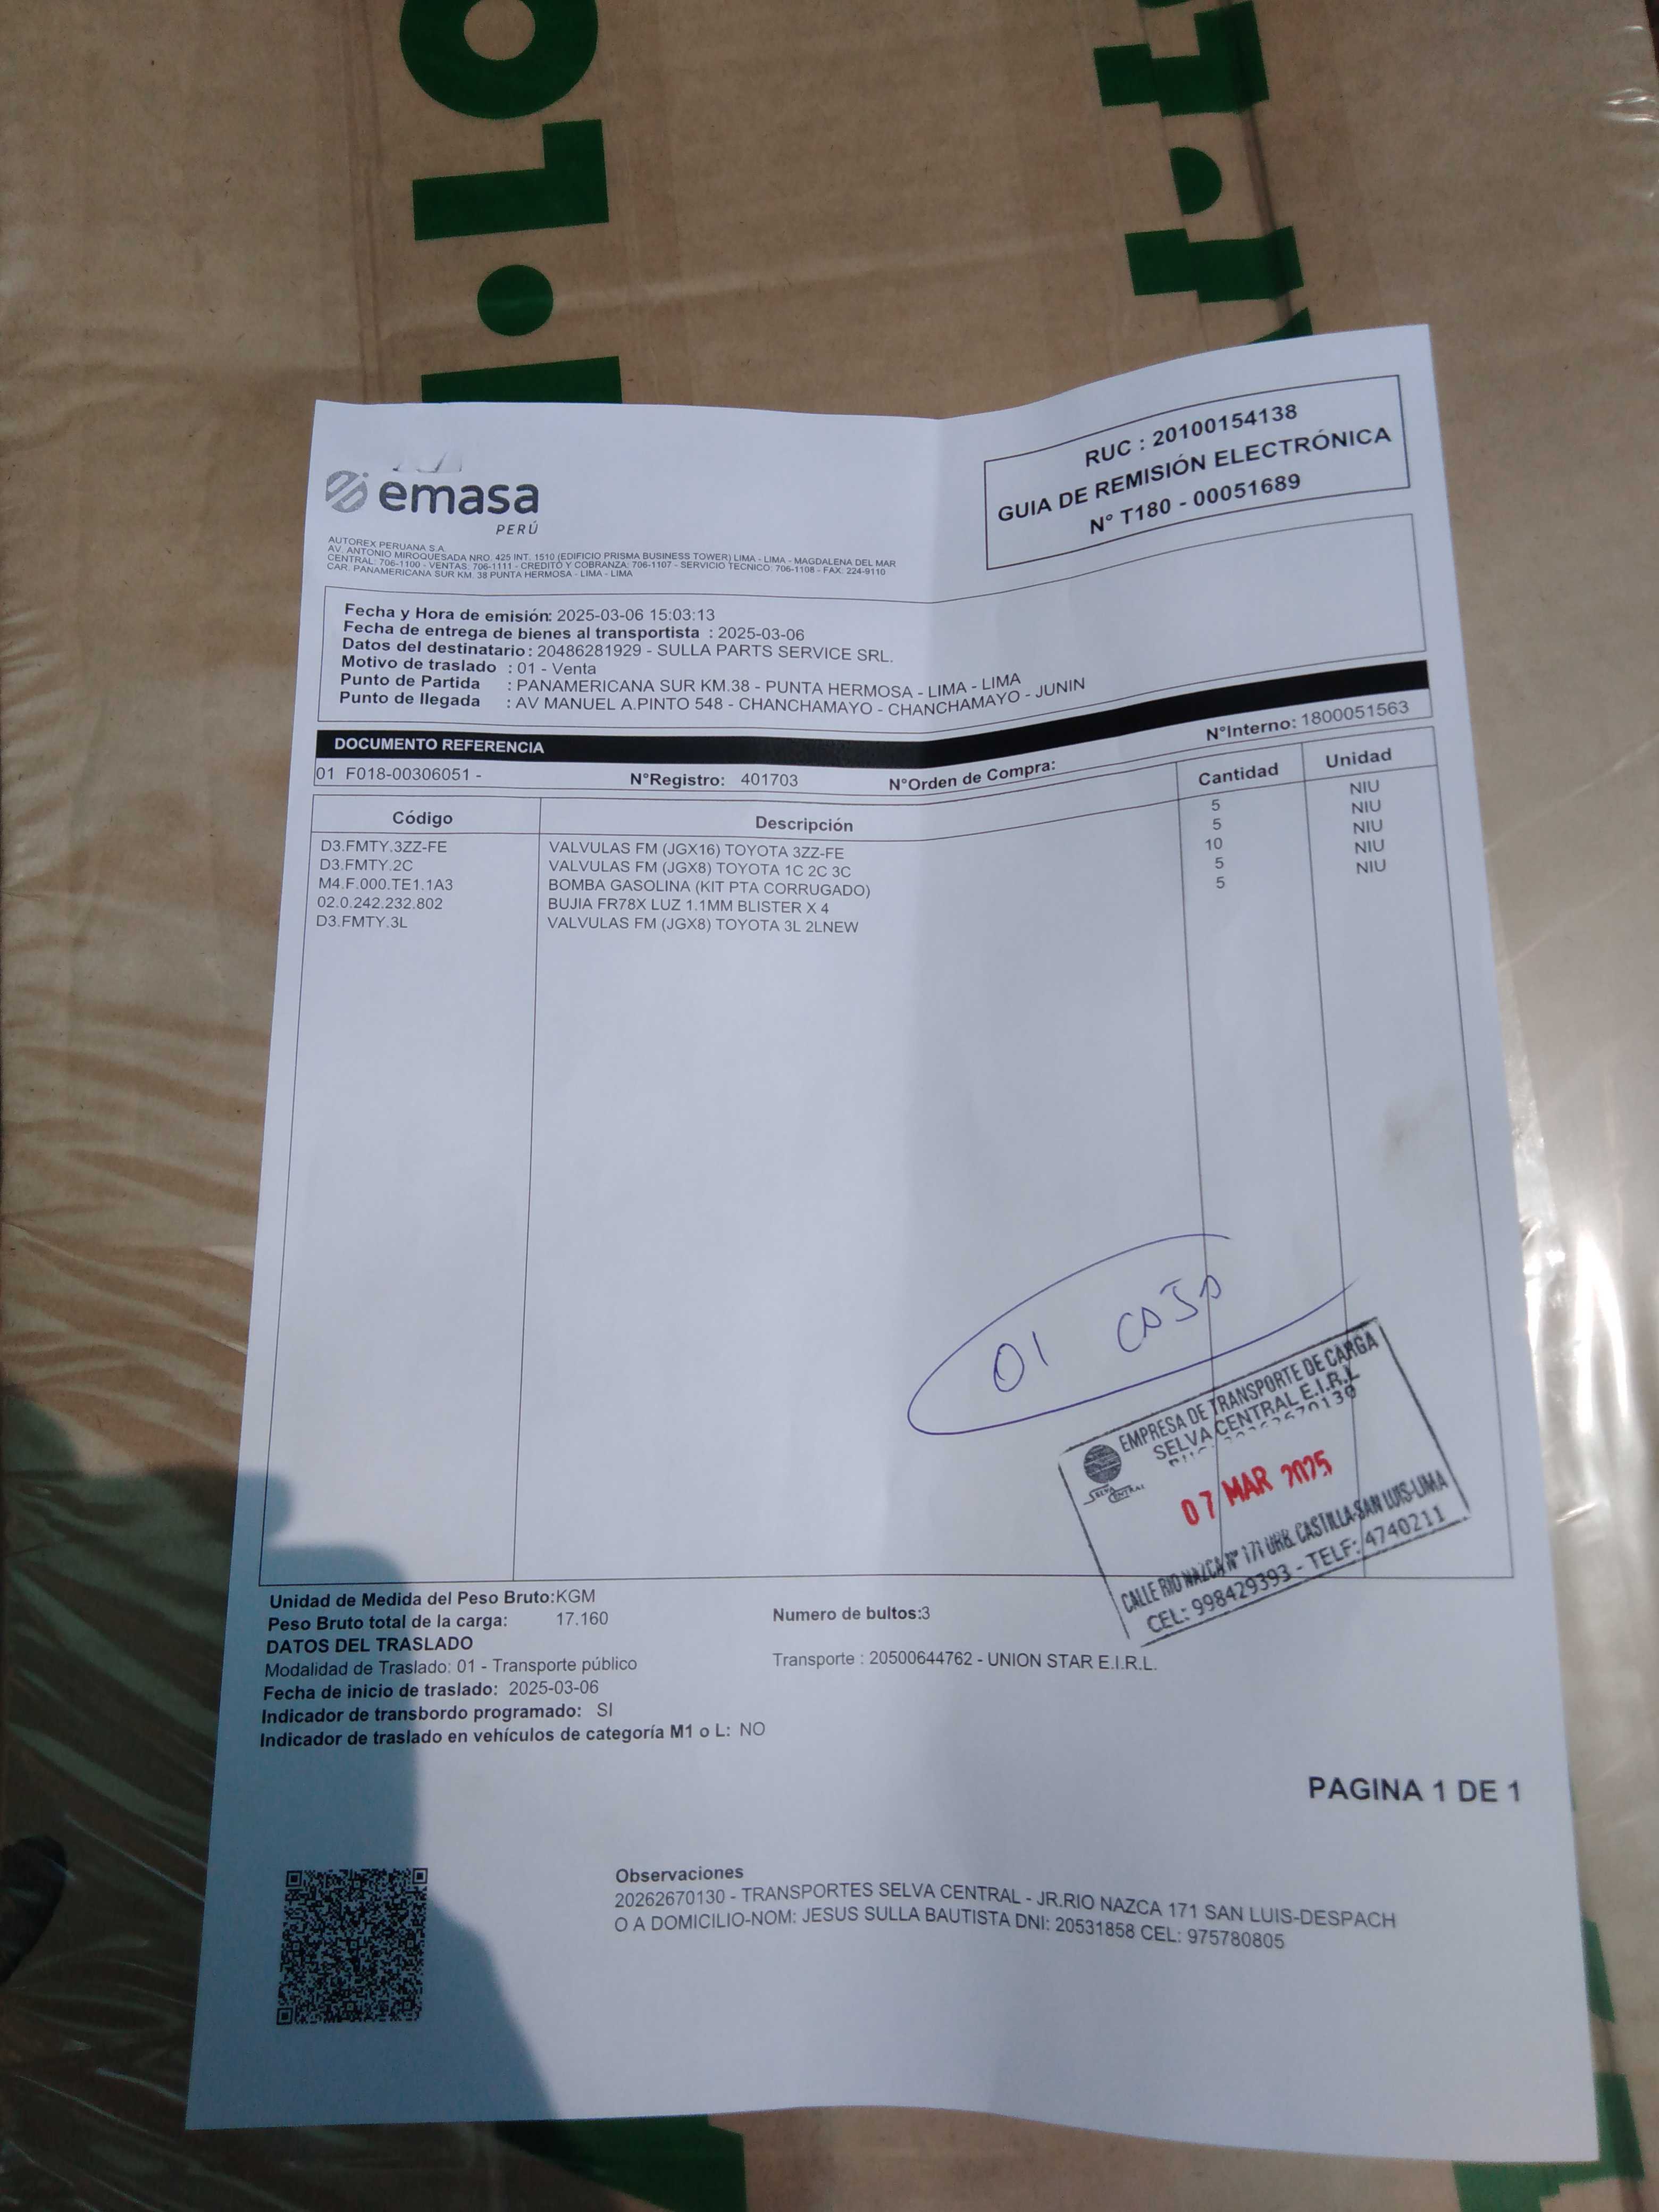 RUC : 20100154138
GUIA DE REMISIÓN ELECTRÓNICA
N° T180 - 00051689
emasa
PERÚ
AUTOREX PERUANA S.A
AV. ANTONIO MIROQUESADA NRO. 425 INT. 1510 (EDIFICIO PRISMA BUSINESS TOWER) LIMA - LIMA - MAGDALENA DEL MAR
CENTRAL: 706-1100 - VENTAS: 706-1111 - CREDITO Y COBRANZA: 706-1107 - SERVICIO TECNICO: 706-1108 - FAX: 224-9110
CAR. PANAMERICANA SUR KM. 38 PUNTA HERMOSA - LIMA - LIMA
Fecha y Hora de emisión: 2025-03-06 15:03:13
Fecha de entrega de bienes al transportista : 2025-03-06
Datos del destinatario : 20486281929 - SULLA PARTS SERVICE SRL.
Motivo de traslado : 01 - Venta
Punto de Partida : PANAMERICANA SUR KM.38 - PUNTA HERMOSA - LIMA - LIMA
Punto de llegada : AV MANUEL A.PINTO 548 - CHANCHAMAYO - CHANCHAMAYO - JUNIN
DOCUMENTO REFERENCIA
01 F018-00306051 - N°Registro: 401703 N°Orden de Compra: N°Interno: 1800051563
Código Descripción Cantidad Unidad
D3.FMTY.3ZZ-FE VALVULAS FM (JGX16) TOYOTA 3ZZ-FE 5 NIU
D3.FMTY.2C VALVULAS FM (JGX8) TOYOTA 1C 2C 3C 5 NIU
M4.F.000.TE1.1A3 BOMBA GASOLINA (KIT PTA CORRUGADO) 10 NIU
02.0.242.232.802 BUJIA FR78X LUZ 1.1MM BLISTER X 4 5 NIU
D3.FMTY.3L VALVULAS FM (JGX8) TOYOTA 3L 2LNEW 5 NIU
01 caja
EMPRESA DE TRANSPORTE DE CARGA
SELVA CENTRAL E.I.R.L
SELVA CENTRAL
07 MAR 2025
CALLE RIO NAZCA N° 171 URB. CASTILLA-SAN LUIS-LIMA
CEL: 998429393 - TELF: 4740211
Unidad de Medida del Peso Bruto:KGM
Peso Bruto total de la carga: 17.160 Numero de bultos:3
DATOS DEL TRASLADO
Modalidad de Traslado: 01 - Transporte público Transporte : 20500644762 - UNION STAR E.I.R.L.
Fecha de inicio de traslado: 2025-03-06
Indicador de transbordo programado: SI
Indicador de traslado en vehículos de categoría M1 o L: NO
PAGINA 1 DE 1
Observaciones
20262670130 - TRANSPORTES SELVA CENTRAL - JR.RIO NAZCA 171 SAN LUIS-DESPACH
O A DOMICILIO-NOM: JESUS SULLA BAUTISTA DNI: 20531858 CEL: 975780805